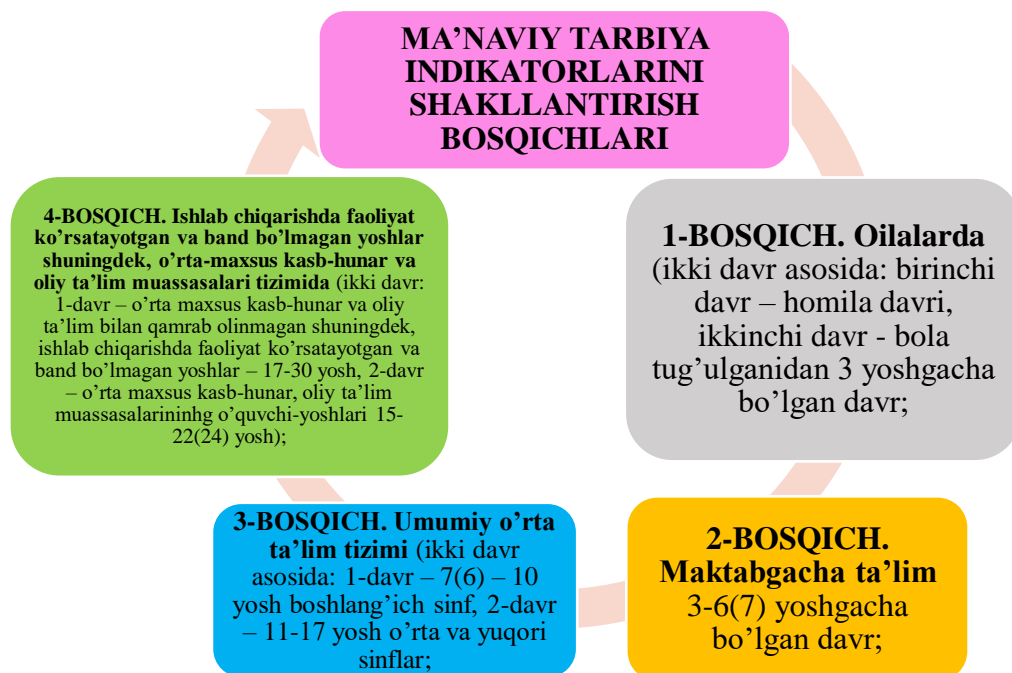 MA’NAVIY TARBIYA
INDIKATORLARINI
SHAKLLANTIRISH
BOSQICHLARI
1-BOSQICH. Oilalarda
(ikki davr asosida: birinchi
davr – homila davri,
ikkinchi davr - bola
tug’ulganidan 3 yoshgacha
bo’lgan davr;
2-BOSQICH.
Maktabgacha ta’lim
3-6(7) yoshgacha
bo’lgan davr;
3-BOSQICH. Umumiy o’rta
ta’lim tizimi (ikki davr
asosida: 1-davr – 7(6) – 10
yosh boshlang’ich sinf, 2-davr
– 11-17 yosh o’rta va yuqori
sinflar;
4-BOSQICH. Ishlab chiqarishda faoliyat
ko’rsatayotgan va band bo’lmagan yoshlar
shuningdek, o’rta-maxsus kasb-hunar va
oliy ta’lim muassasalari tizimida (ikki davr:
1-davr – o’rta maxsus kasb-hunar va oliy
ta’lim bilan qamrab olinmagan shuningdek,
ishlab chiqarishda faoliyat ko’rsatayotgan va
band bo’lmagan yoshlar – 17-30 yosh, 2-davr
– o’rta maxsus kasb-hunar, oliy ta’lim
muassasalarininhg o’quvchi-yoshlari 15-
22(24) yosh);